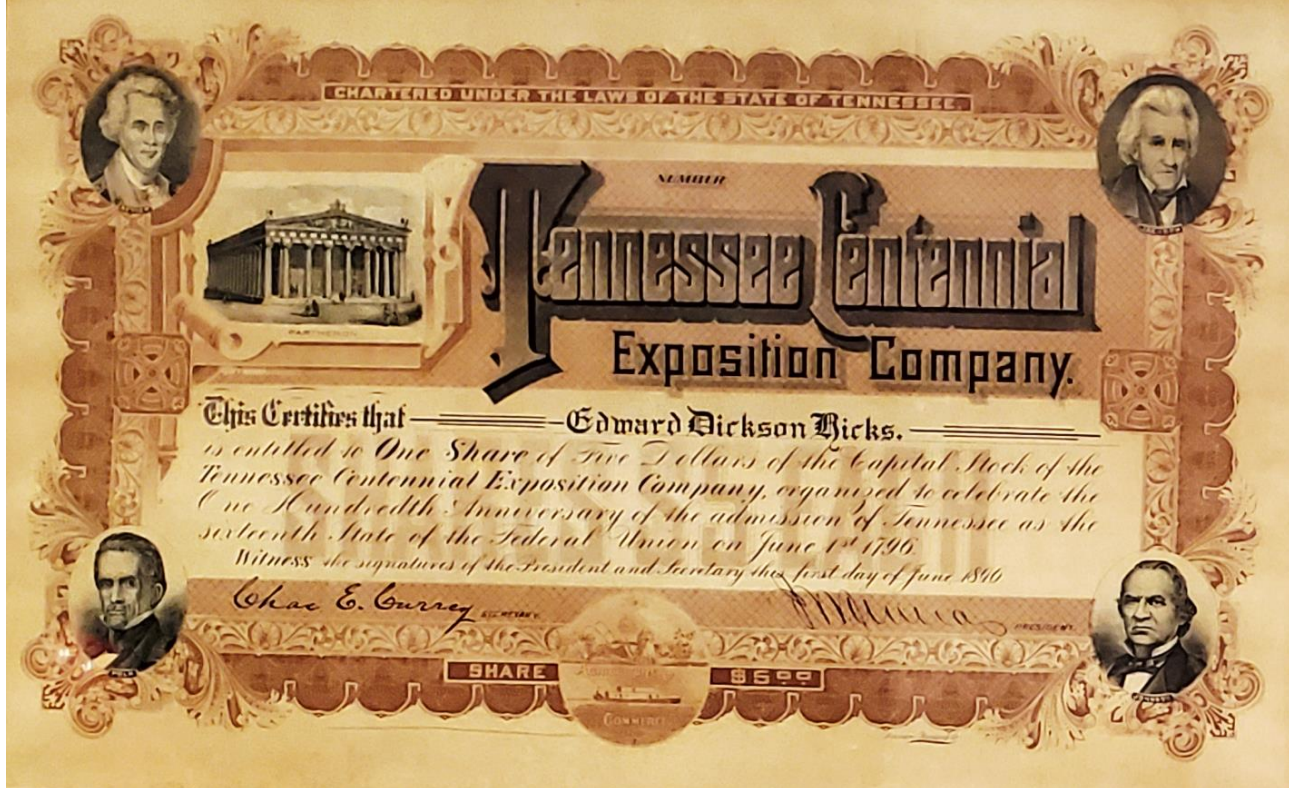 CHARTERED UNDER THE LAWS OF THE STATE OF TENNESSEE.
NUMBER
Tennessee Centennial
Exposition Company.
PARTHENON
JACKSON
This Certifies that Edward Dickson Hicks.
is entitled to One Share of Five Dollars of the Capital Stock of the
Tennessee Centennial Exposition Company, organized to celebrate the
One Hundredth Anniversary of the admission of Tennessee as the
sixteenth State of the Federal Union on June 1st 1796
Witness the signatures of the President and Secretary this first day of June 1896
Chas E. Currey SECRETARY PRESIDENT
SHARE $5.00
COMMERCE
POLK
JOHNSON